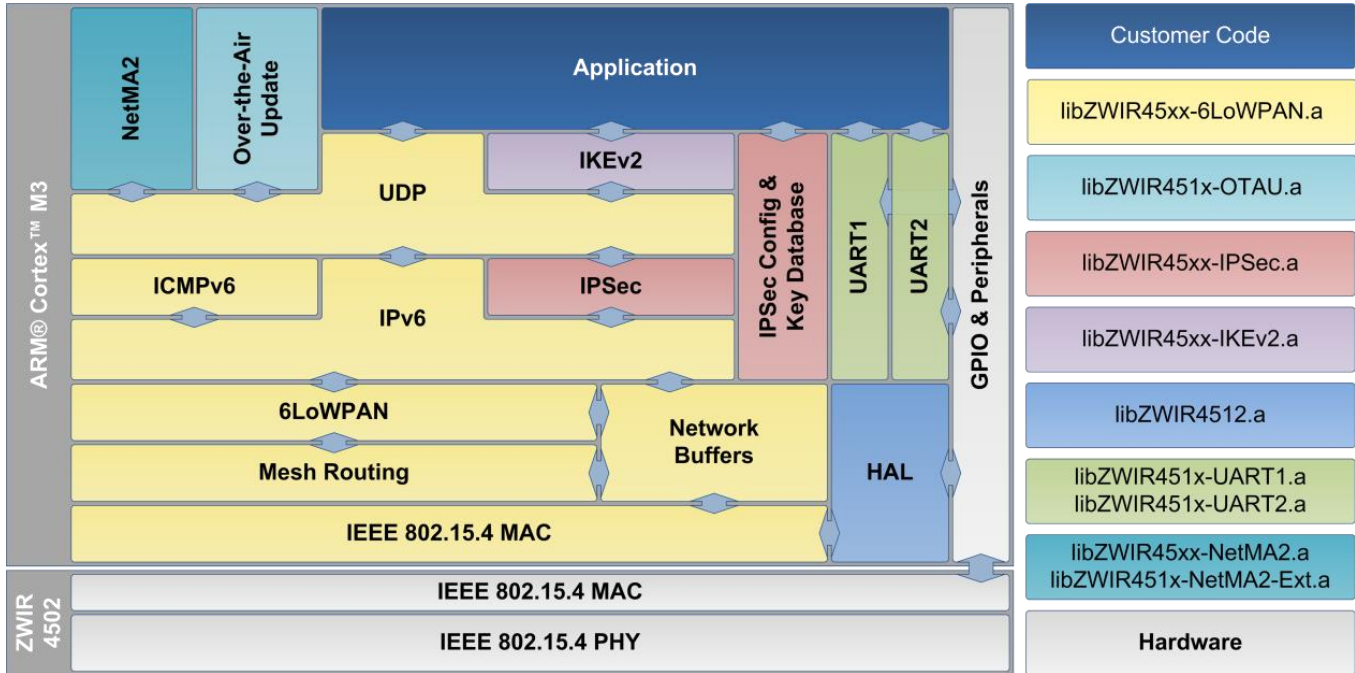 ARM® Cortex™ M3
NetMA2
Over-the-Air
Update
Application
UDP
IKEv2
IPSec Config &
Key Database
UART1
UART2
GPIO & Peripherals
ICMPv6
IPv6
IPSec
6LoWPAN
Network
Buffers
Mesh Routing
HAL
IEEE 802.15.4 MAC
ZWIR
4502
IEEE 802.15.4 MAC
IEEE 802.15.4 PHY
Customer Code
libZWIR45xx-6LoWPAN.a
libZWIR451x-OTAU.a
libZWIR45xx-IPSec.a
libZWIR45xx-IKEv2.a
libZWIR4512.a
libZWIR451x-UART1.a
libZWIR451x-UART2.a
libZWIR45xx-NetMA2.a
libZWIR451x-NetMA2-Ext.a
Hardware